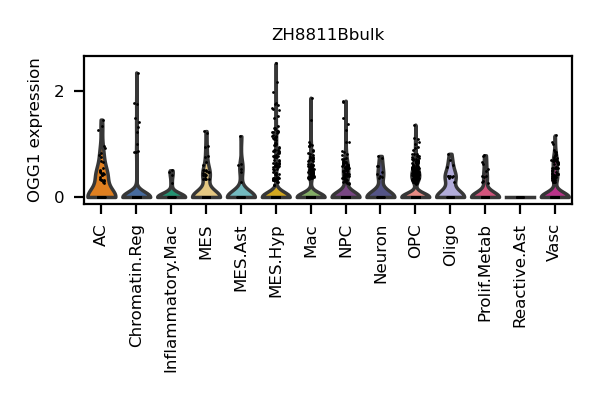 ZH8811Bbulk
OGG1 expression
2
0
AC
Chromatin.Reg
Inflammatory.Mac
MES
MES.Ast
MES.Hyp
Mac
NPC
Neuron
OPC
Oligo
Prolif.Metab
Reactive.Ast
Vasc